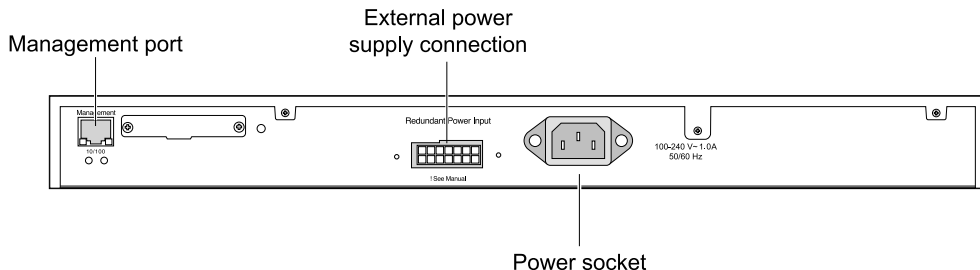 External power
supply connection
Management port
Management
10/100
Redundant Power Input
! See Manual
100-240 V~ 1.0A
50/60 Hz
Power socket